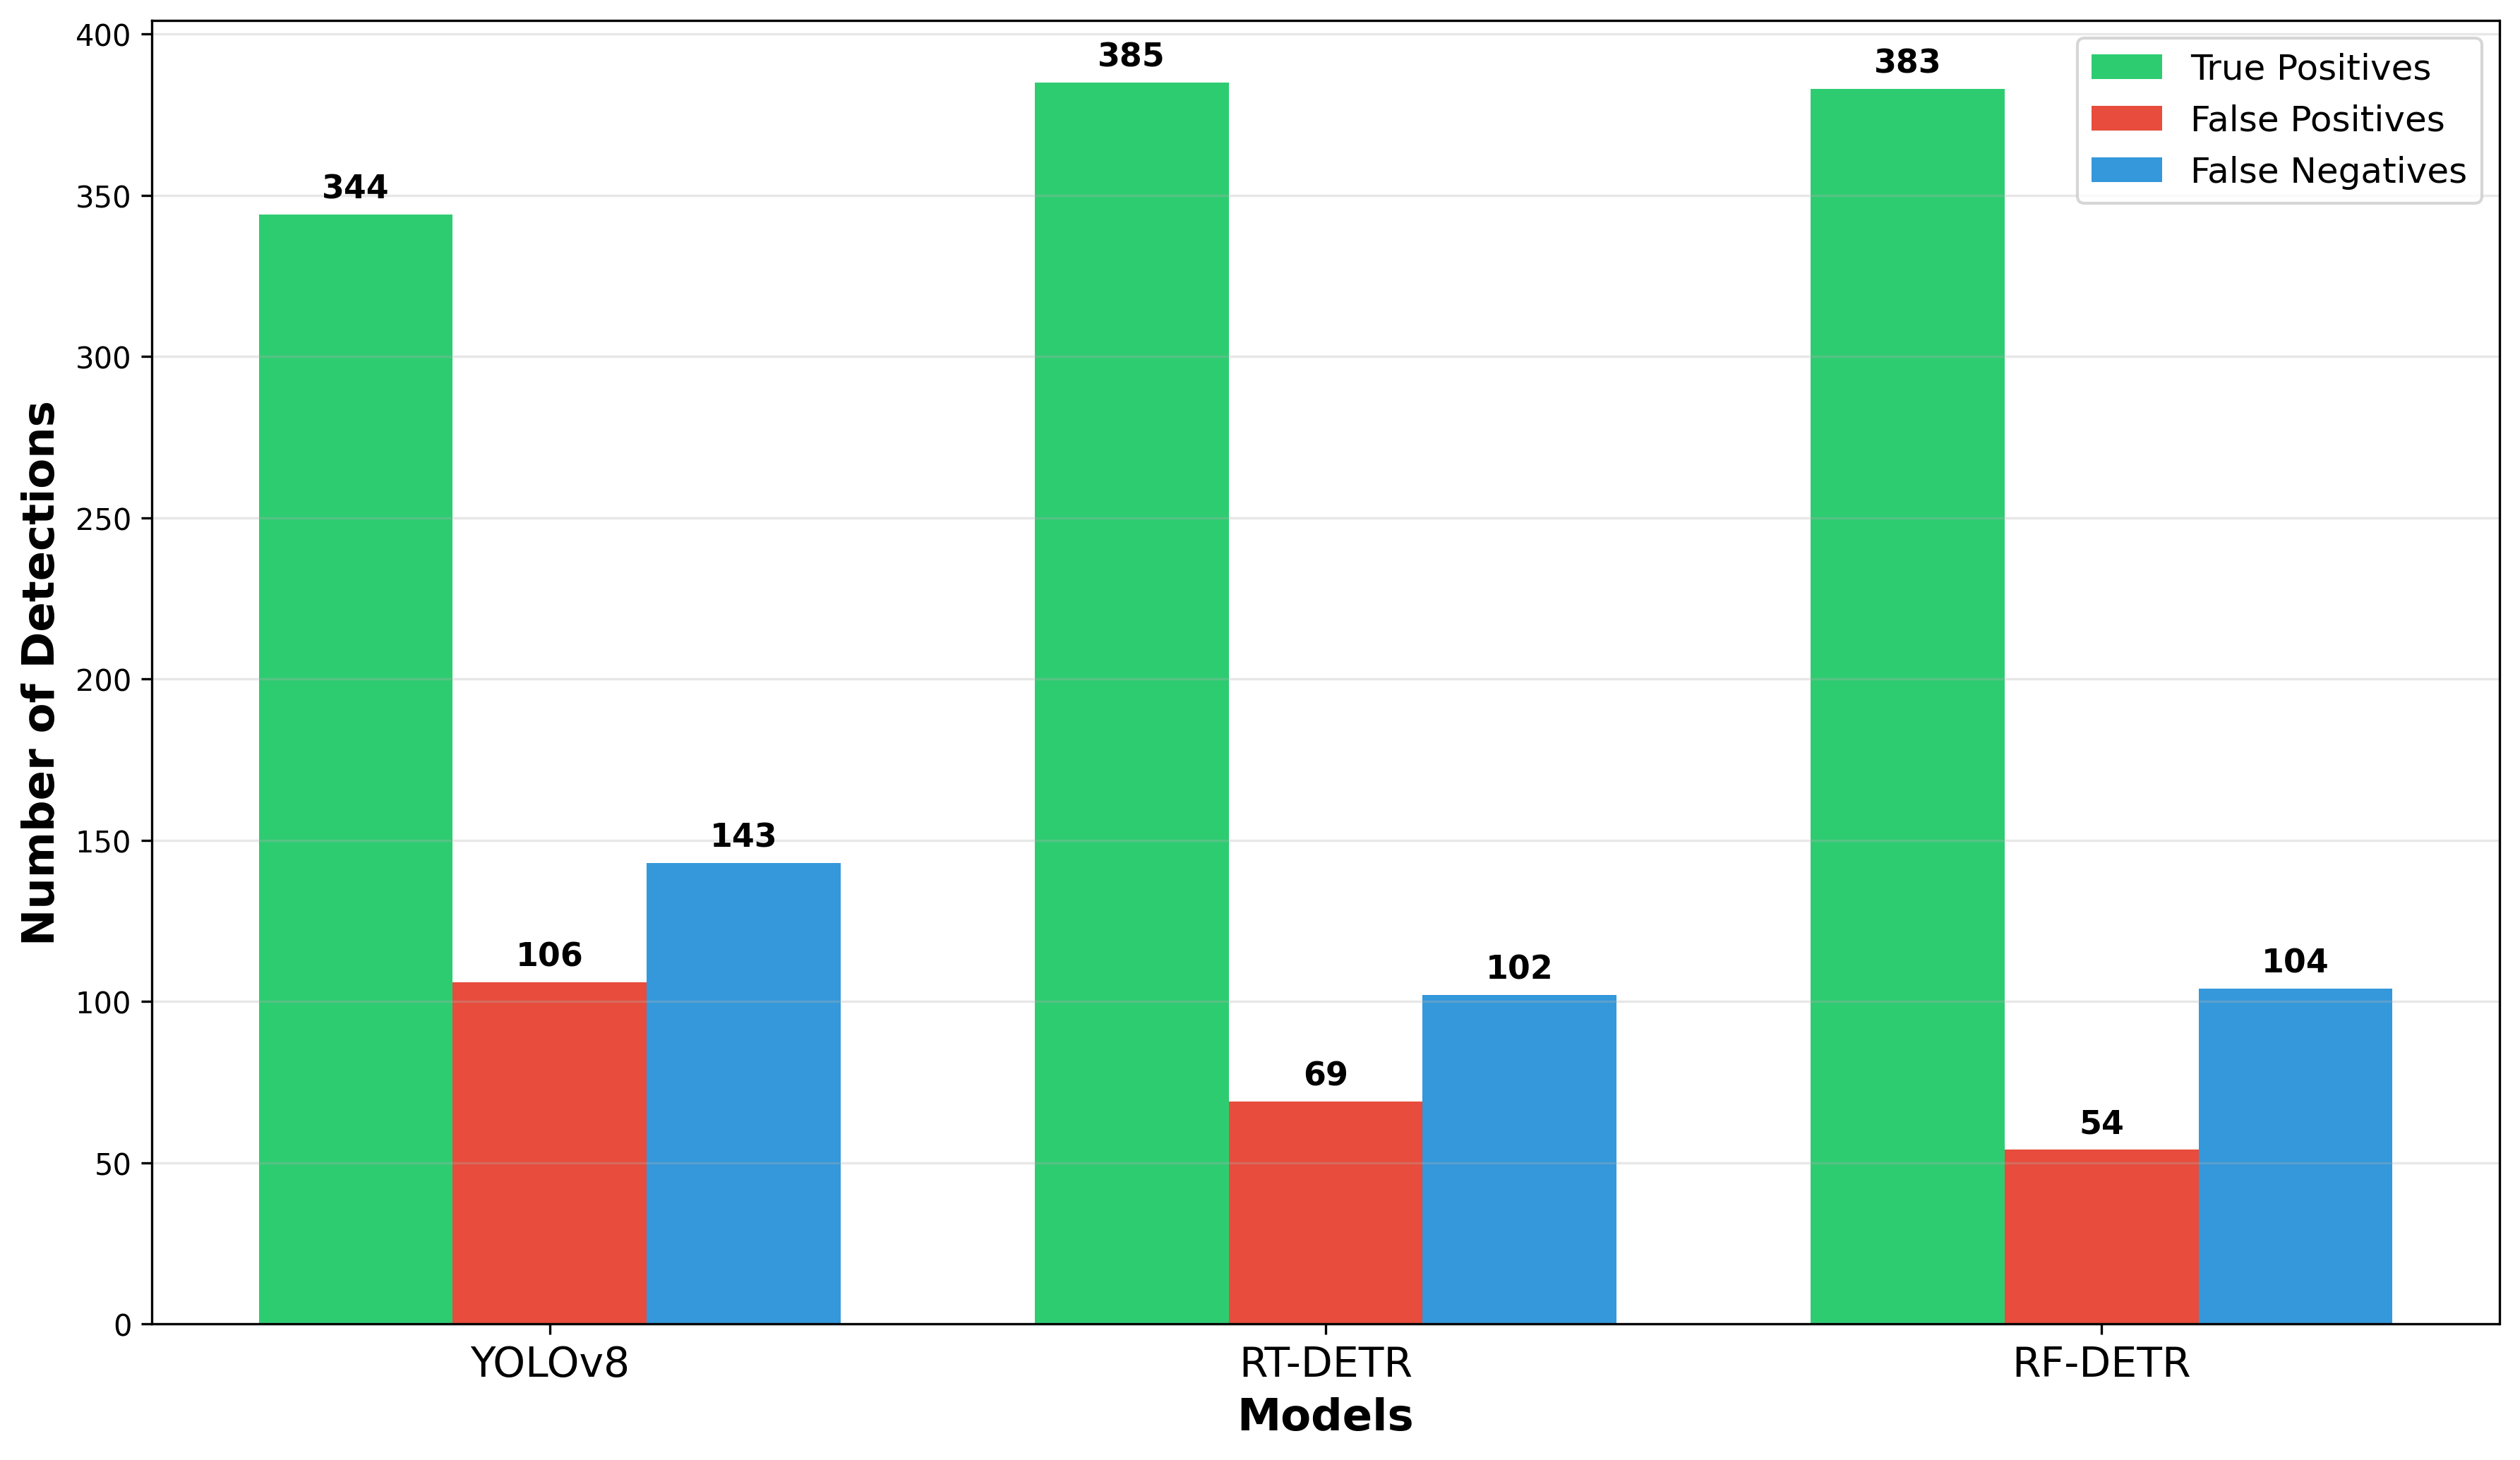 Number of Detections
400
350
300
250
200
150
100
50
0
344
106
143
385
69
102
383
54
104
True Positives
False Positives
False Negatives
YOLOv8
RT-DETR
RF-DETR
Models